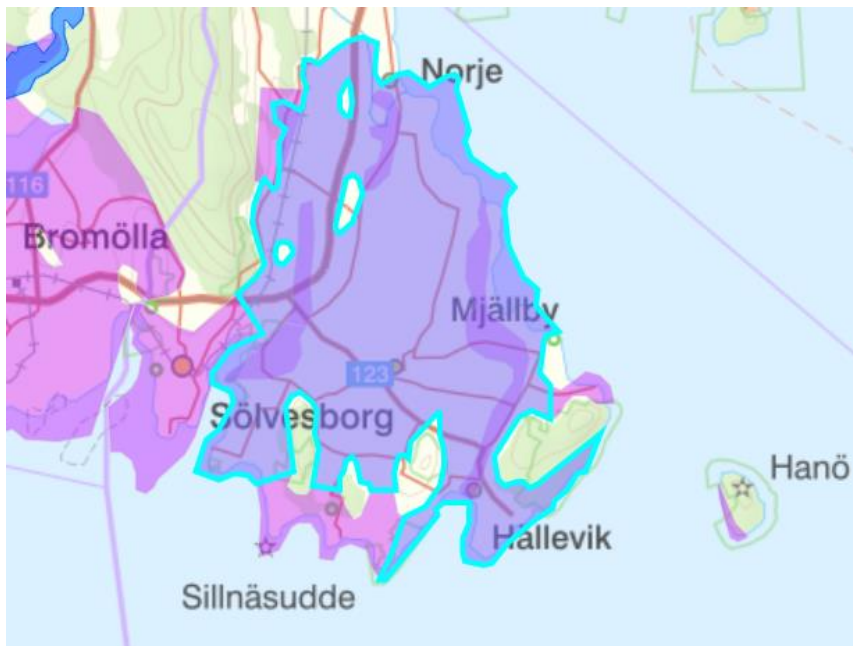 Norje
116
Bromölla
Mjällby
123
Sölvesborg
Hanö
Hällevik
Sillnäsudde